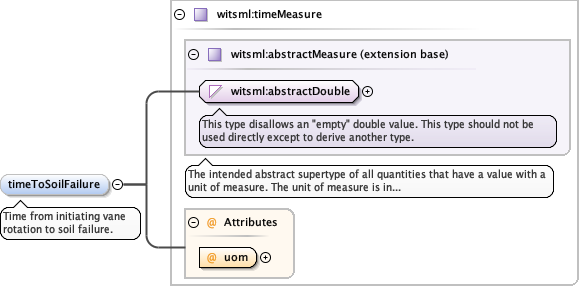 witsml:timeMeasure
witsml:abstractMeasure (extension base)
witsml:abstractDouble
This type disallows an "empty" double value. This type should not be
used directly except to derive another type.
The intended abstract supertype of all quantities that have a value with a
unit of measure. The unit of measure is in...
timeToSoilFailure
Time from initiating vane
rotation to soil failure.
@ Attributes
@ uom